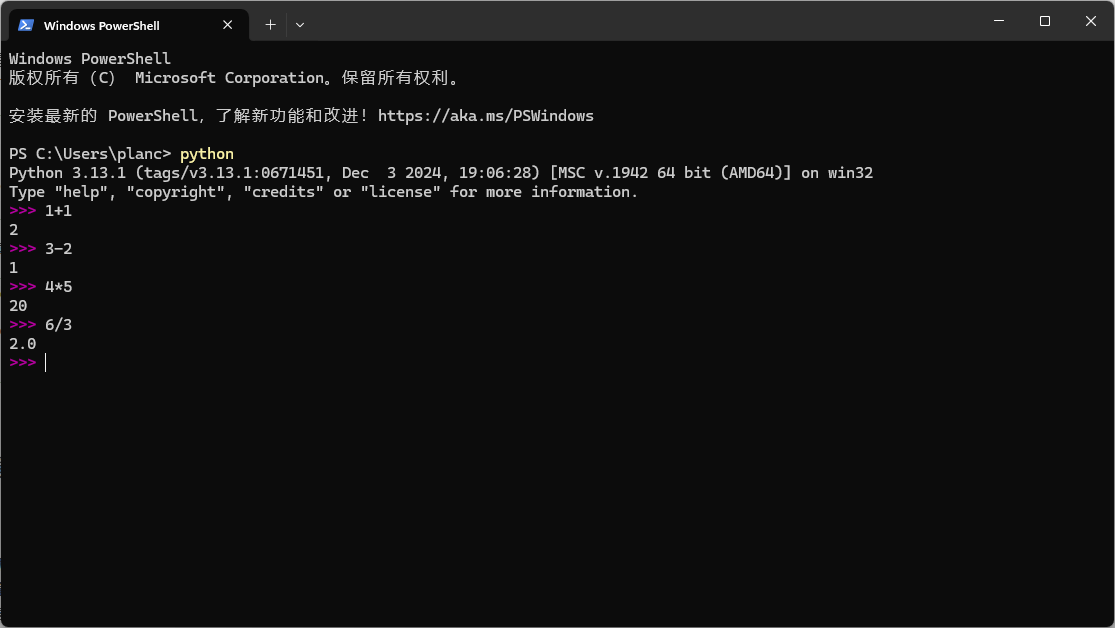 Windows PowerShell
Windows PowerShell
版权所有（C） Microsoft Corporation。保留所有权利。
安装最新的 PowerShell，了解新功能和改进！https://aka.ms/PSWindows
PS C:\Users\planc> python
Python 3.13.1 (tags/v3.13.1:0671451, Dec  3 2024, 19:06:28) [MSC v.1942 64 bit (AMD64)] on win32
Type "help", "copyright", "credits" or "license" for more information.
>>> 1+1
2
>>> 3-2
1
>>> 4*5
20
>>> 6/3
2.0
>>>